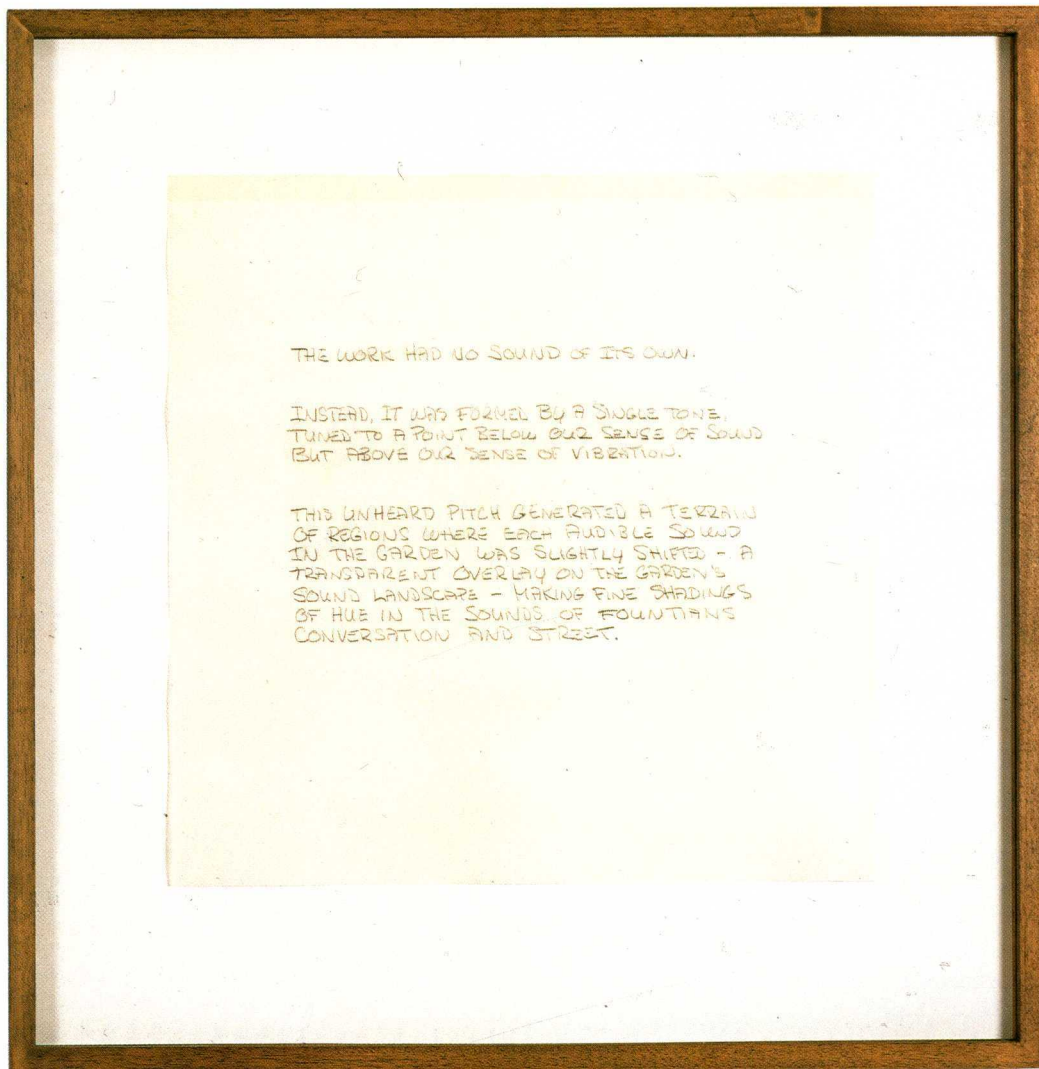 THE WORK HAD NO SOUND OF ITS OWN.
INSTEAD, IT WAS FORMED BY A SINGLE TONE,
TUNED TO A POINT BELOW OUR SENSE OF SOUND
BUT ABOVE OUR SENSE OF VIBRATION.
THIS UNHEARD PITCH GENERATED A TERRAIN
OF REGIONS WHERE EACH AUDIBLE SOUND
IN THE GARDEN WAS SLIGHTLY SHIFTED – A
TRANSPARENT OVERLAY ON THE GARDEN'S
SOUND LANDSCAPE – MAKING FINE SHADINGS
OF HUE IN THE SOUNDS OF FOUNTIANS
CONVERSATION AND STREET.